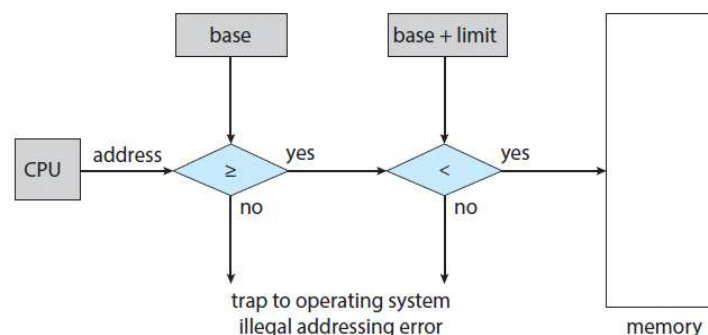 base
base + limit
CPU
address
≥
yes
<
yes
no
no
trap to operating system
illegal addressing error
memory